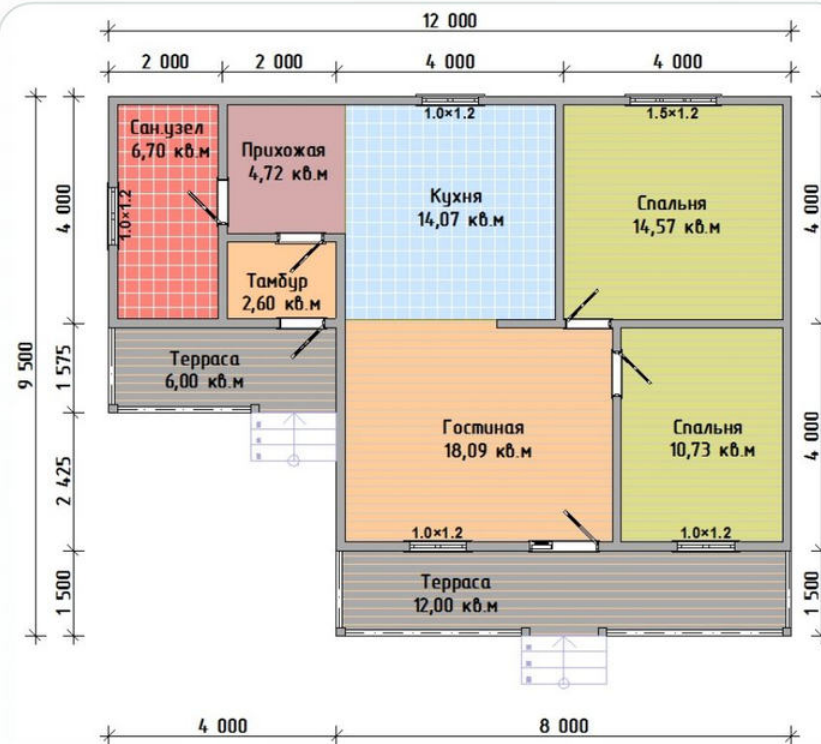 12 000
2 000
2 000
4 000
4 000
1.0×1.2
1.5×1.2
Сан.узел
6,70 кв.м
Прихожая
4,72 кв.м
Кухня
14,07 кв.м
Спальня
14,57 кв.м
1.0×1.2
4 000
4 000
Тамбур
2,60 кв.м
Терраса
6,00 кв.м
9 500
1 575
Гостиная
18,09 кв.м
Спальня
10,73 кв.м
4 000
2 425
1.0×1.2
1.0×1.2
Терраса
12,00 кв.м
1 500
1 500
4 000
8 000